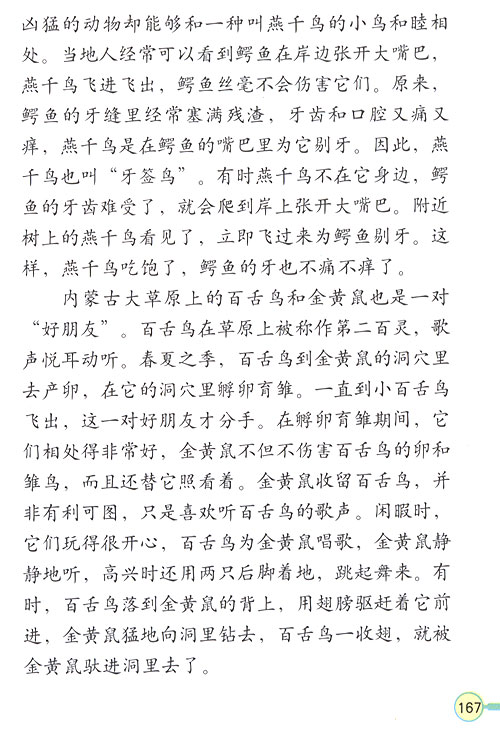 凶猛的动物却能够和一种叫燕千鸟的小鸟和睦相
处。当地人经常可以看到鳄鱼在岸边张开大嘴巴，
燕千鸟飞进飞出，鳄鱼丝毫不会伤害它们。原来，
鳄鱼的牙缝里经常塞满残渣，牙齿和口腔又痛又
痒，燕千鸟是在鳄鱼的嘴巴里为它剔牙。因此，燕
千鸟也叫“牙签鸟”。有时燕千鸟不在它身边，鳄
鱼的牙齿难受了，就会爬到岸上张开大嘴巴。附近
树上的燕千鸟看见了，立即飞过来为鳄鱼剔牙。这
样，燕千鸟吃饱了，鳄鱼的牙也不痛不痒了。
内蒙古大草原上的百舌鸟和金黄鼠也是一对
“好朋友”。百舌鸟在草原上被称作第二百灵，歌
声悦耳动听。春夏之季，百舌鸟到金黄鼠的洞穴里
去产卵，在它的洞穴里孵卵育雏。一直到小百舌鸟
飞出，这一对好朋友才分手。在孵卵育雏期间，它
们相处得非常好，金黄鼠不但不伤害百舌鸟的卵和
雏鸟，而且还替它照看着。金黄鼠收留百舌鸟，并
非有利可图，只是喜欢听百舌鸟的歌声。闲暇时，
它们玩得很开心，百舌鸟为金黄鼠唱歌，金黄鼠静
静地听，高兴时还用两只后脚着地，跳起舞来。有
时，百舌鸟落到金黄鼠的背上，用翅膀驱赶着它前
进，金黄鼠猛地向洞里钻去，百舌鸟一收翅，就被
金黄鼠驮进洞里去了。
167